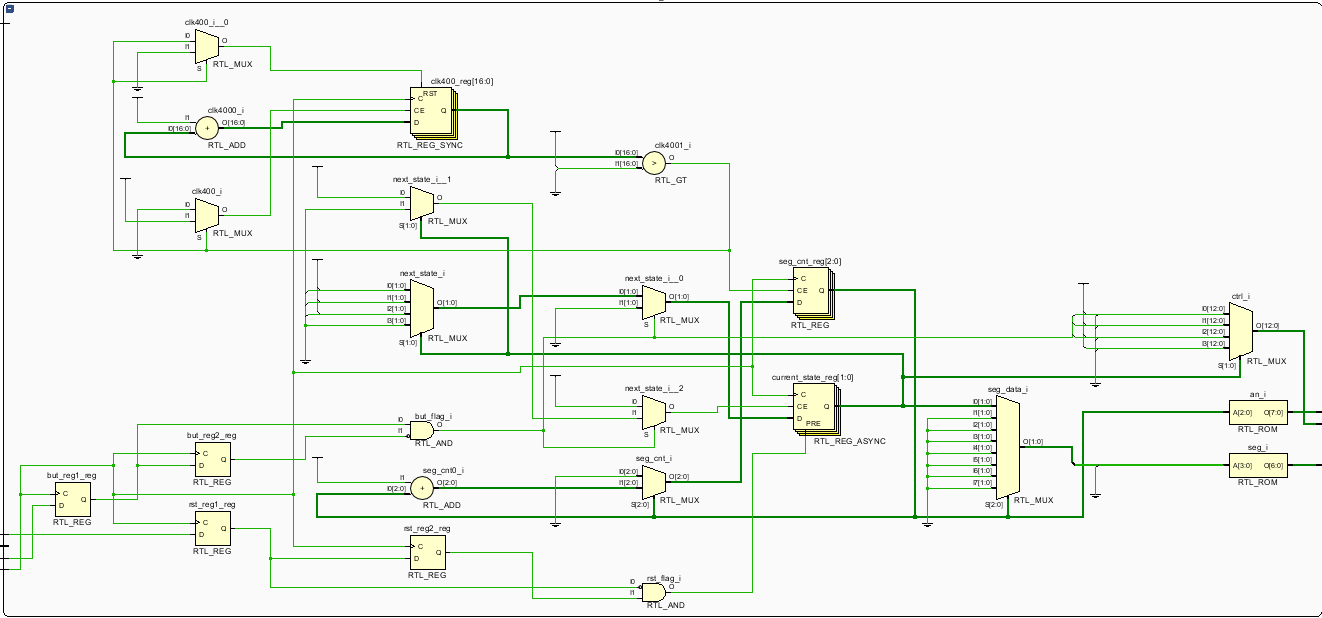 clk400_i__0
I0
I1
O
S
RTL_MUX
clk400_reg[16:0]
RST
C
CE
Q
D
RTL_REG_SYNC
clk4000_i
I1
I0[16:0]
O[16:0]
+
RTL_ADD
clk4001_i
I0[16:0]
I1[16:0]
O
>
RTL_GT
clk400_i
I0
I1
O
S
RTL_MUX
next_state_i__1
I0
I1
O
S[1:0]
RTL_MUX
next_state_i
I0[1:0]
I1[1:0]
I2[1:0]
I3[1:0]
O[1:0]
S[1:0]
RTL_MUX
next_state_i__0
I0[1:0]
I1[1:0]
O[1:0]
S
RTL_MUX
seg_cnt_reg[2:0]
C
CE
Q
D
RTL_REG
ctrl_i
I0[12:0]
I1[12:0]
I2[12:0]
I3[12:0]
O[12:0]
S[1:0]
RTL_MUX
next_state_i__2
I0
I1
O
S
RTL_MUX
current_state_reg[1:0]
C
CE
Q
D
PRE
RTL_REG_ASYNC
seg_data_i
I0[1:0]
I1[1:0]
I2[1:0]
I3[1:0]
I4[1:0]
I5[1:0]
I6[1:0]
I7[1:0]
O[1:0]
S[2:0]
RTL_MUX
an_i
A[2:0]
O[7:0]
RTL_ROM
seg_i
A[3:0]
O[6:0]
RTL_ROM
but_flag_i
I0
I1
O
RTL_AND
but_reg2_reg
C
D
Q
RTL_REG
but_reg1_reg
C
D
Q
RTL_REG
seg_cnt0_i
I1
I0[2:0]
O[2:0]
+
RTL_ADD
seg_cnt_i
I0[2:0]
I1[2:0]
O[2:0]
S[2:0]
RTL_MUX
rst_reg1_reg
C
D
Q
RTL_REG
rst_reg2_reg
C
D
Q
RTL_REG
rst_flag_i
I0
I1
O
RTL_AND